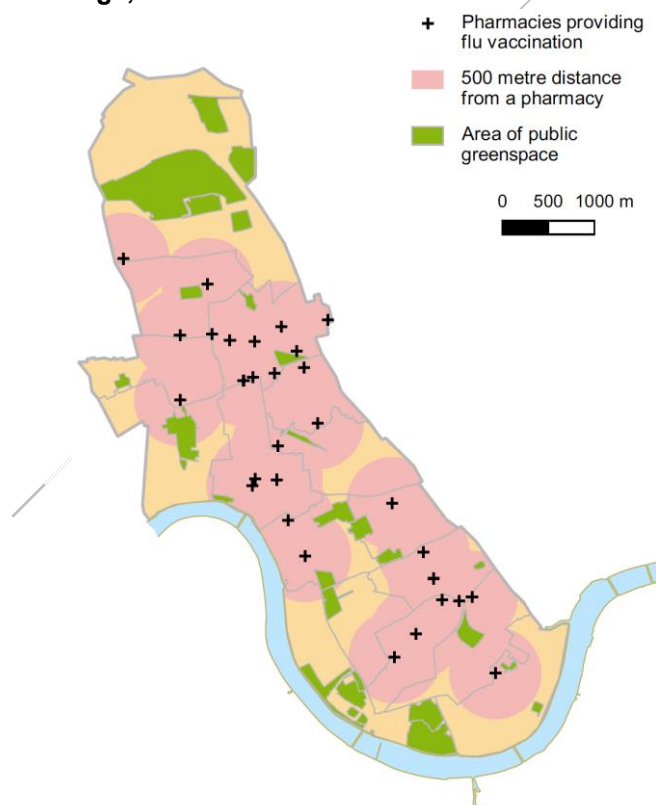 Pharmacies providing
flu vaccination
500 metre distance
from a pharmacy
Area of public
greenspace
0 500 1000 m